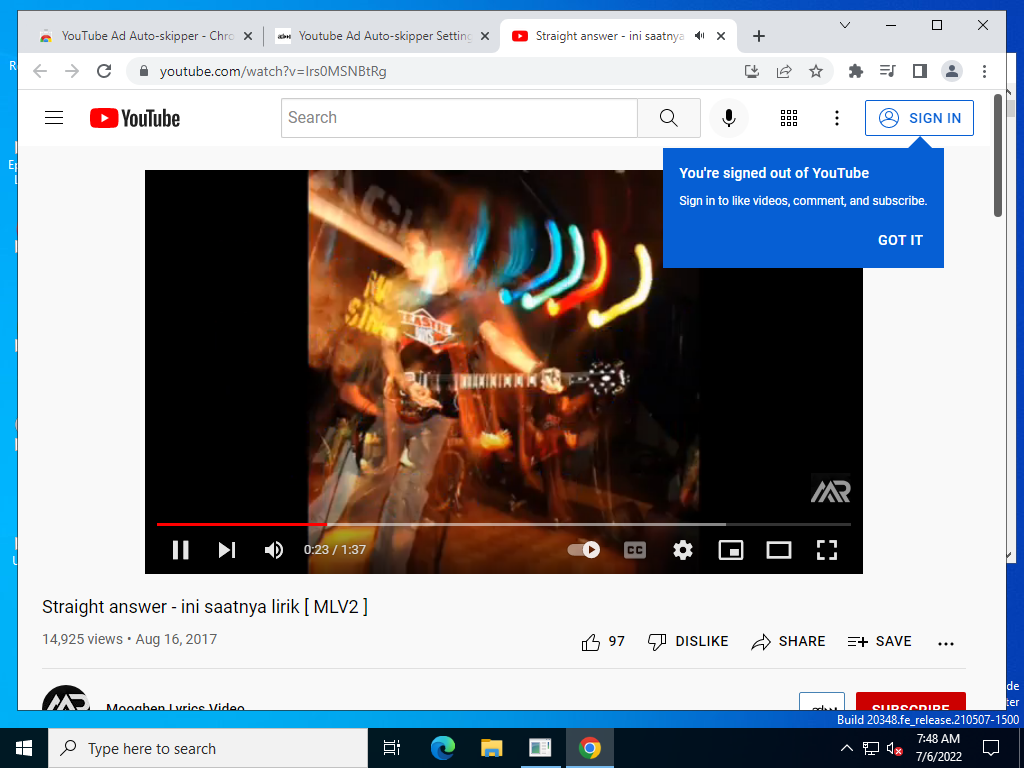 YouTube Ad Auto-skipper - Chro
Youtube Ad Auto-skipper Setting
Straight answer - ini saatnya
youtube.com/watch?v=Irs0MSNBtRg
YouTube
Search
SIGN IN
You're signed out of YouTube
Sign in to like videos, comment, and subscribe.
GOT IT
MR
0:23 / 1:37
CC
Straight answer - ini saatnya lirik [ MLV2 ]
14,925 views • Aug 16, 2017
97
DISLIKE
SHARE
SAVE
Mooghen Lyrics Video
SUBSCRIBE
Build 20348.fe_release.210507-1500
Type here to search
7:48 AM
7/6/2022